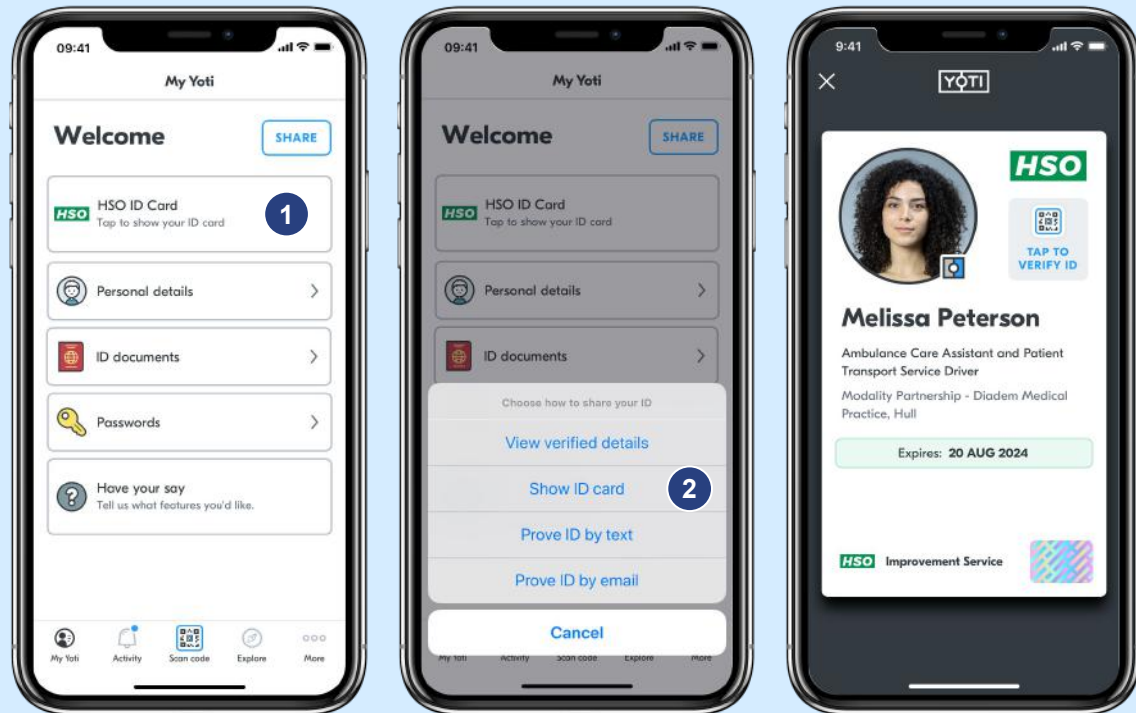 09:41
My Yoti
Welcome
SHARE
HSO
HSO ID Card
Tap to show your ID card
1
Personal details
ID documents
Passwords
Have your say
Tell us what features you'd like.
My Yoti
Activity
Scan code
Explore
More
09:41
My Yoti
Welcome
SHARE
HSO
HSO ID Card
Tap to show your ID card
Personal details
ID documents
Choose how to share your ID
View verified details
Show ID card
2
Prove ID by text
Prove ID by email
Cancel
My Yoti
Activity
Scan code
Explore
More
9:41
YOTI
HSO
TAP TO
VERIFY ID
Melissa Peterson
Ambulance Care Assistant and Patient
Transport Service Driver
Modality Partnership - Diadem Medical
Practice, Hull
Expires: 20 AUG 2024
HSO Improvement Service